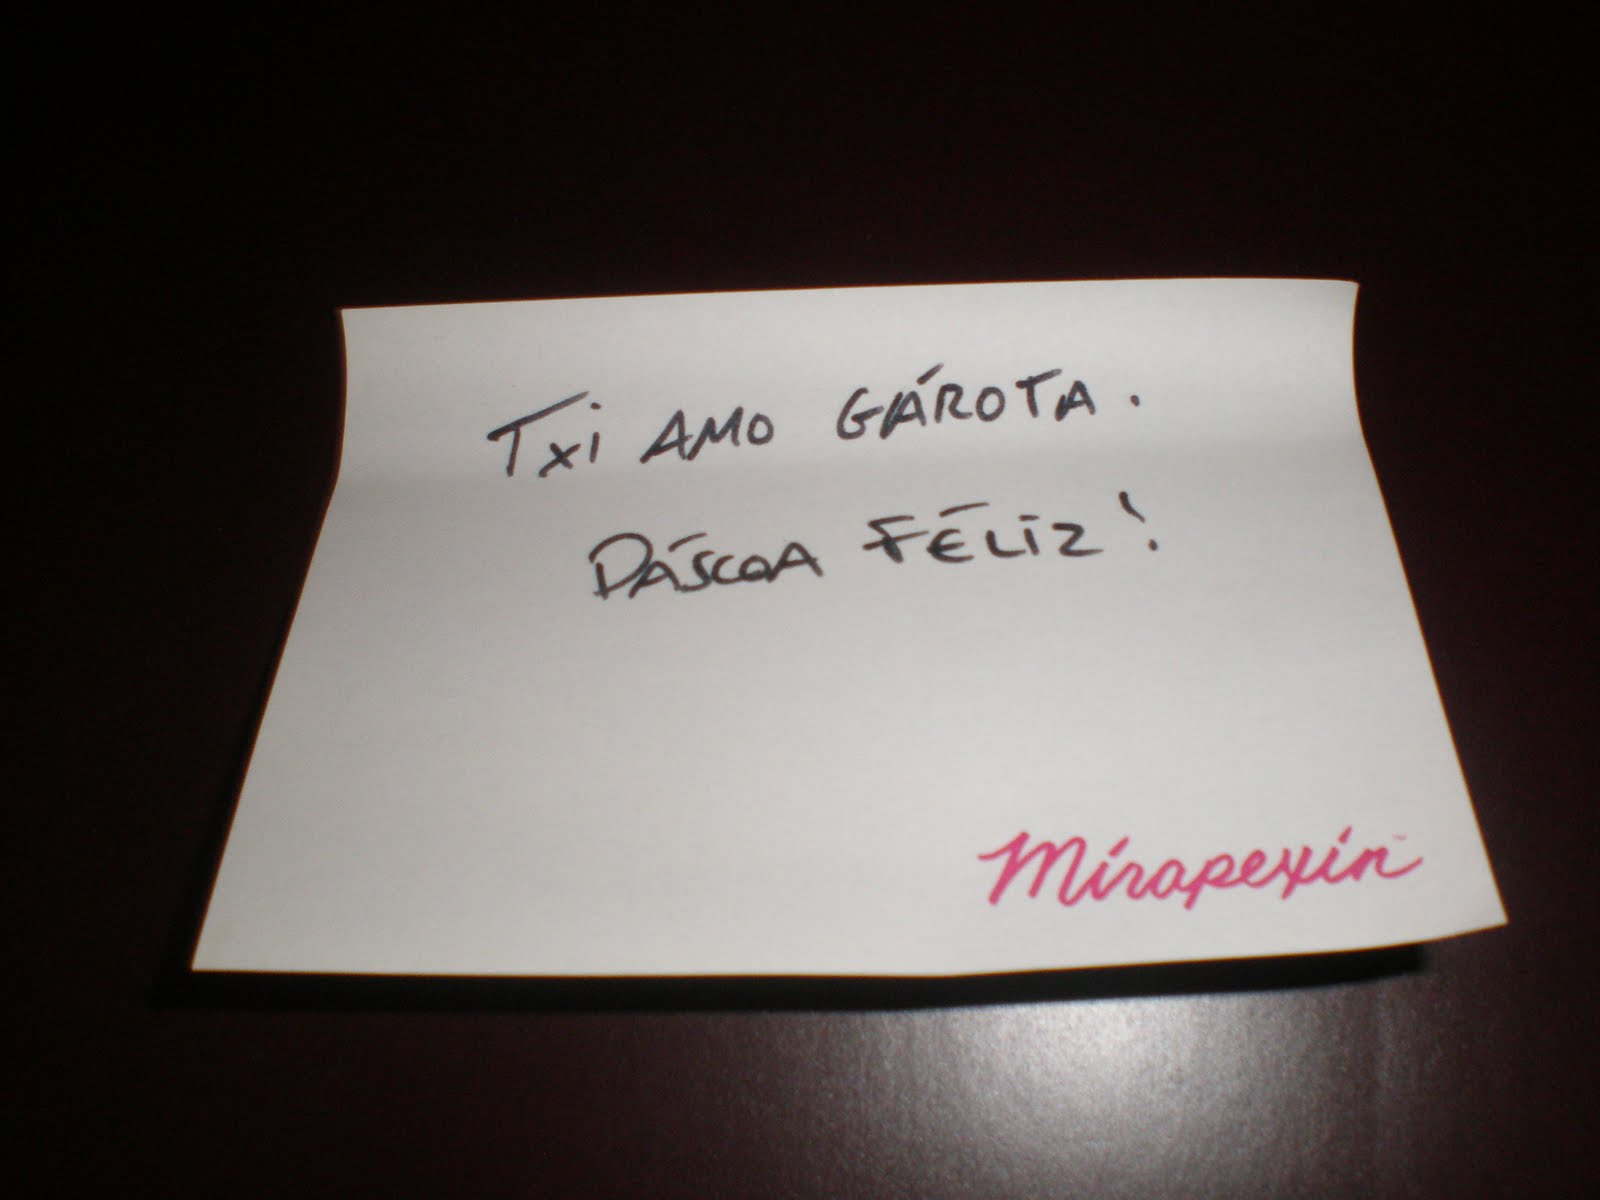 TXi AMO GÁROTA.
PÁSCOA FÉLiZ!
Mirapexin